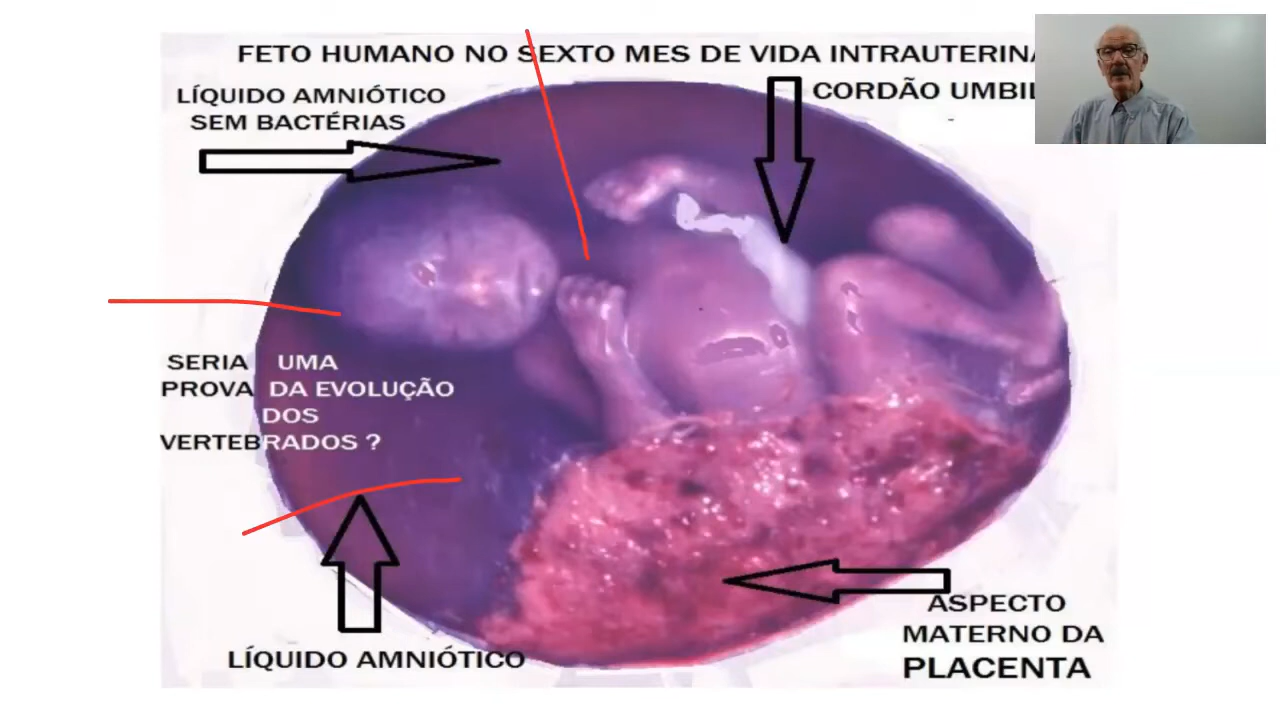 FETO HUMANO NO SEXTO MES DE VIDA INTRAUTERINA
LÍQUIDO AMNIÓTICO
SEM BACTÉRIAS
CORDÃO
SERIA UMA
PROVA DA EVOLUÇÃO
DOS
VERTEBRADOS ?
LÍQUIDO AMNIÓTICO
ASPECTO
MATERNO DA
PLACENTA